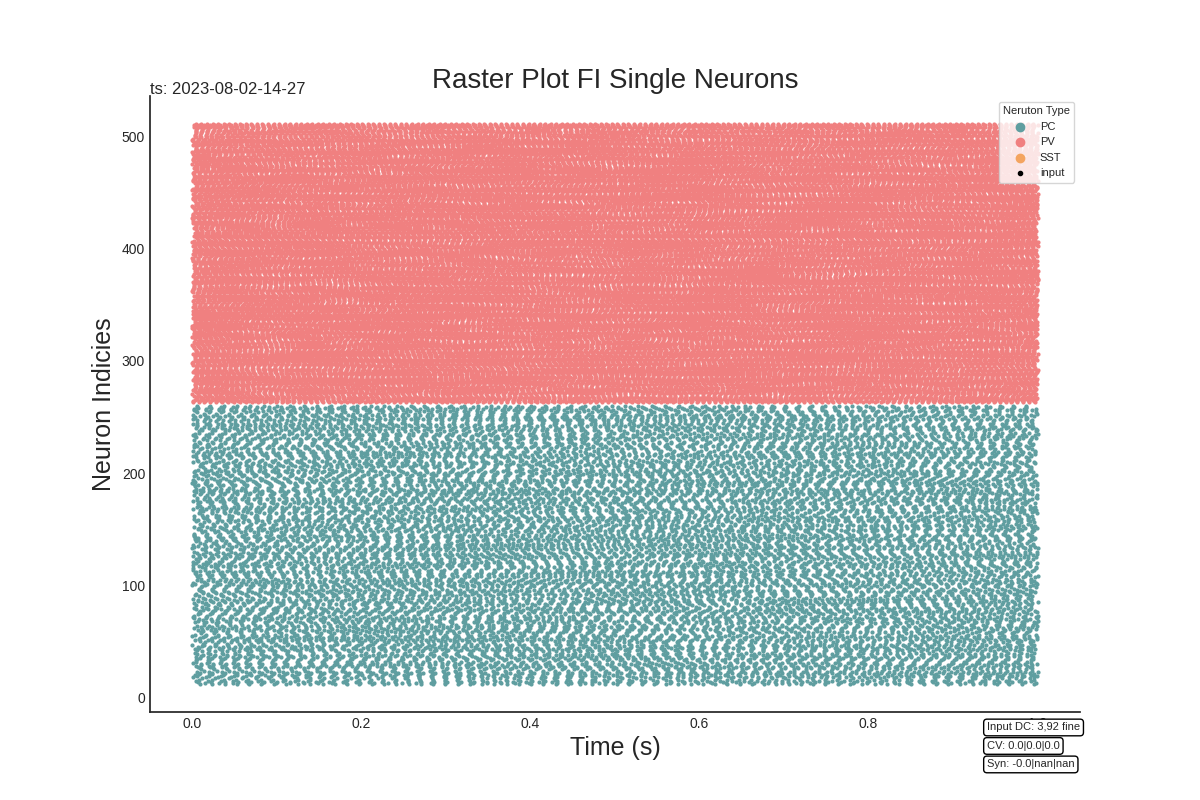 Raster Plot FI Single Neurons
ts: 2023-08-02-14-27
Neruton Type
PC
PV
SST
input
500
400
300
200
100
0
Neuron Indicies
0.0 0.2 0.4 0.6 0.8
Time (s)
Input DC: 3,92 fine
CV: 0.0|0.0|0.0
Syn: -0.0|nan|nan